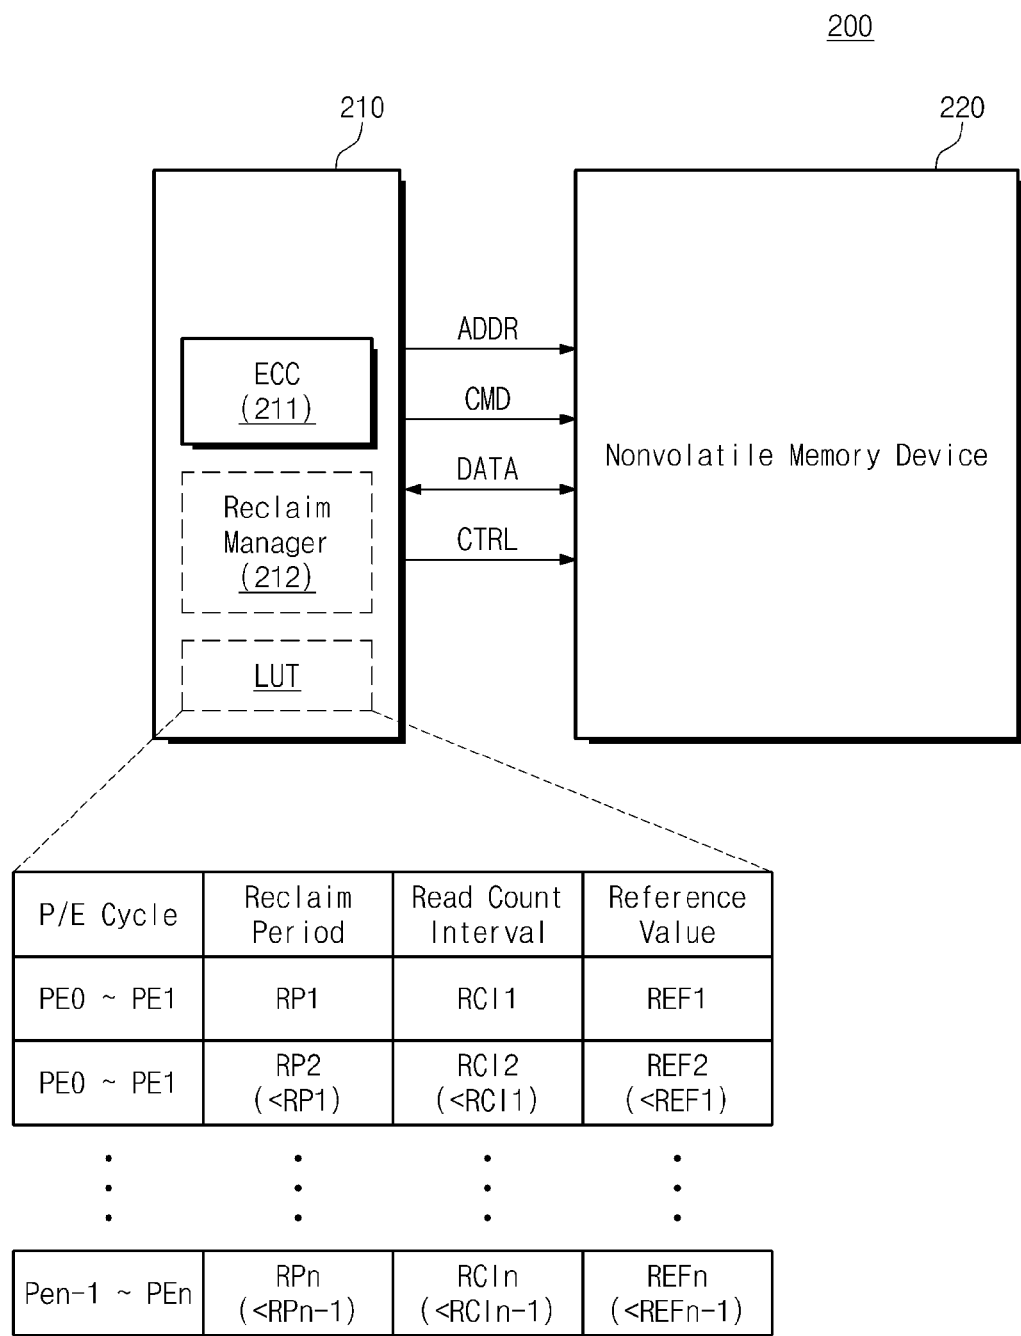 200
210
220
ECC
(211)
Reclaim
Manager
(212)
LUT
ADDR
CMD
DATA
CTRL
Nonvolatile Memory Device
P/E Cycle
Reclaim
Period
Read Count
Interval
Reference
Value
PE0 ~ PE1
RP1
RCI1
REF1
PE0 ~ PE1
RP2
(<RP1)
RCI2
(<RCI1)
REF2
(<REF1)
Pen-1 ~ PEn
RPn
(<RPn-1)
RCIn
(<RCIn-1)
REFn
(<REFn-1)